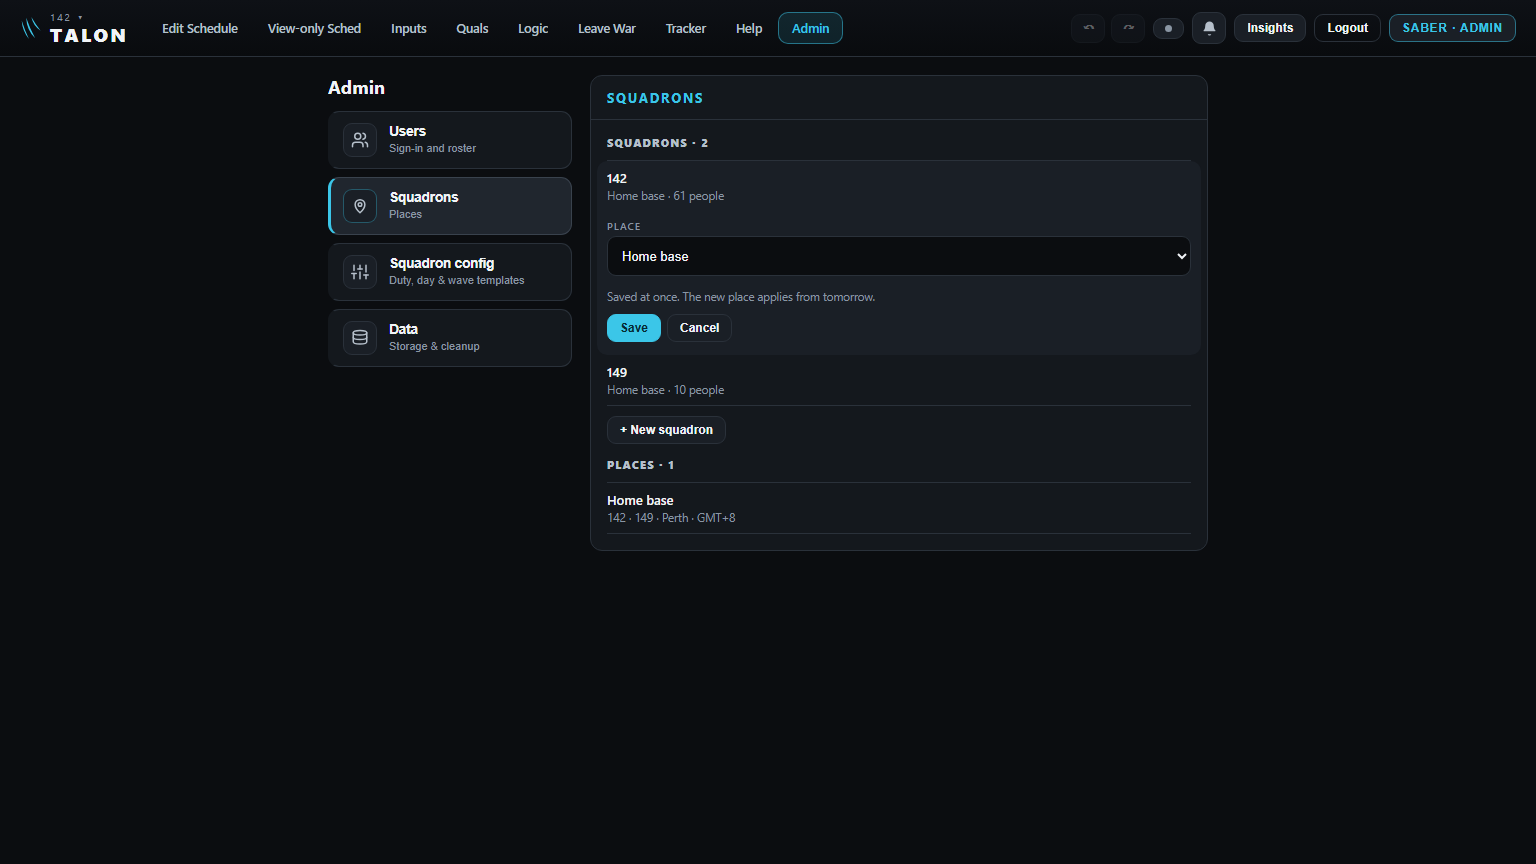 142 ▾
TALON
Edit Schedule
View-only Sched
Inputs
Quals
Logic
Leave War
Tracker
Help
Admin
Insights
Logout
SABER · ADMIN
Admin
Users
Sign-in and roster
Squadrons
Places
Squadron config
Duty, day & wave templates
Data
Storage & cleanup
SQUADRONS
SQUADRONS · 2
142
Home base · 61 people
PLACE
Home base
Saved at once. The new place applies from tomorrow.
Save
Cancel
149
Home base · 10 people
+ New squadron
PLACES · 1
Home base
142 · 149 · Perth · GMT+8